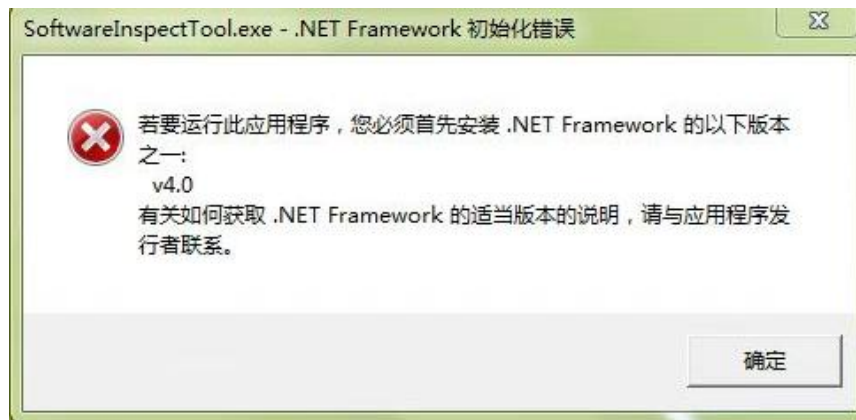 SoftwareInspectTool.exe - .NET Framework 初始化错误
若要运行此应用程序，您必须首先安装 .NET Framework 的以下版本
之一:
v4.0
有关如何获取 .NET Framework 的适当版本的说明，请与应用程序发
行者联系。
确定